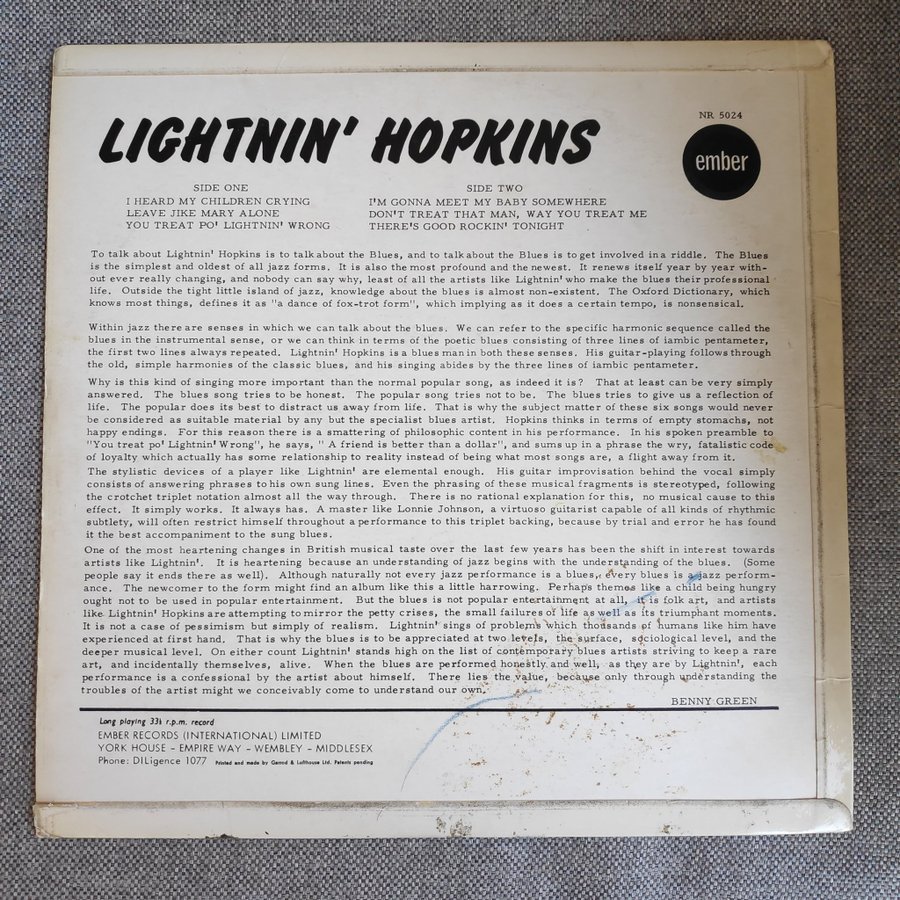 LIGHTNIN' HOPKINS
NR 5024
ember
SIDE ONE
I HEARD MY CHILDREN CRYING
LEAVE JIKE MARY ALONE
YOU TREAT PO' LIGHTNIN' WRONG
SIDE TWO
I'M GONNA MEET MY BABY SOMEWHERE
DON'T TREAT THAT MAN, WAY YOU TREAT ME
THERE'S GOOD ROCKIN' TONIGHT
To talk about Lightnin' Hopkins is to talk about the Blues, and to talk about the Blues is to get involved in a riddle. The Blues
is the simplest and oldest of all jazz forms. It is also the most profound and the newest. It renews itself year by year with-
out ever really changing, and nobody can say why, least of all the artists like Lightnin' who make the blues their professional
life. Outside the tight little island of jazz, knowledge about the blues is almost non-existent. The Oxford Dictionary, which
knows most things, defines it as "a dance of fox-trot form", which implying as it does a certain tempo, is nonsensical.
Within jazz there are senses in which we can talk about the blues. We can refer to the specific harmonic sequence called the
blues in the instrumental sense, or we can think in terms of the poetic blues consisting of three lines of iambic pentameter,
the first two lines always repeated. Lightnin' Hopkins is a blues man in both these senses. His guitar-playing follows through
the old, simple harmonies of the classic blues, and his singing abides by the three lines of iambic pentameter.
Why is this kind of singing more important than the normal popular song, as indeed it is? That at least can be very simply
answered. The blues song tries to be honest. The popular song tries not to be. The blues tries to give us a reflection of
life. The popular does its best to distract us away from life. That is why the subject matter of these six songs would never
be considered as suitable material by any but the specialist blues artist. Hopkins thinks in terms of empty stomachs, not
happy endings. For this reason there is a smattering of philosophic content in his performance. In his spoken preamble to
"You treat po' Lightnin' Wrong", he says, " A friend is better than a dollar", and sums up in a phrase the wry, fatalistic code
of loyalty which actually has some relationship to reality instead of being what most songs are, a flight away from it.
The stylistic devices of a player like Lightnin' are elemental enough. His guitar improvisation behind the vocal simply
consists of answering phrases to his own sung lines. Even the phrasing of these musical fragments is stereotyped, following
the crotchet triplet notation almost all the way through. There is no rational explanation for this, no musical cause to this
effect. It simply works. It always has. A master like Lonnie Johnson, a virtuoso guitarist capable of all kinds of rhythmic
subtlety, will often restrict himself throughout a performance to this triplet backing, because by trial and error he has found
it the best accompaniment to the sung blues.
One of the most heartening changes in British musical taste over the last few years has been the shift in interest towards
artists like Lightnin'. It is heartening because an understanding of jazz begins with the understanding of the blues. (Some
people say it ends there as well). Although naturally not every jazz performance is a blues, every blues is a jazz perform-
ance. The newcomer to the form might find an album like this a little harrowing. Perhaps themes like a child being hungry
ought not to be used in popular entertainment. But the blues is not popular entertainment at all, it is folk art, and artists
like Lightnin' Hopkins are attempting to mirror the petty crises, the small failures of life as well as its triumphant moments.
It is not a case of pessimism but simply of realism. Lightnin' sings of problems which thousands of humans like him have
experienced at first hand. That is why the blues is to be appreciated at two levels, the surface, sociological level, and the
deeper musical level. On either count Lightnin' stands high on the list of contemporary blues artists striving to keep a rare
art, and incidentally themselves, alive. When the blues are performed honestly and well, as they are by Lightnin', each
performance is a confessional by the artist about himself. There lies the value, because only through understanding the
troubles of the artist might we conceivably come to understand our own.
BENNY GREEN
Long playing 33⅓ r.p.m. record
EMBER RECORDS (INTERNATIONAL) LIMITED
YORK HOUSE - EMPIRE WAY - WEMBLEY - MIDDLESEX
Phone: DILigence 1077 Printed and made by Garrod & Lofthouse Ltd. Patents pending